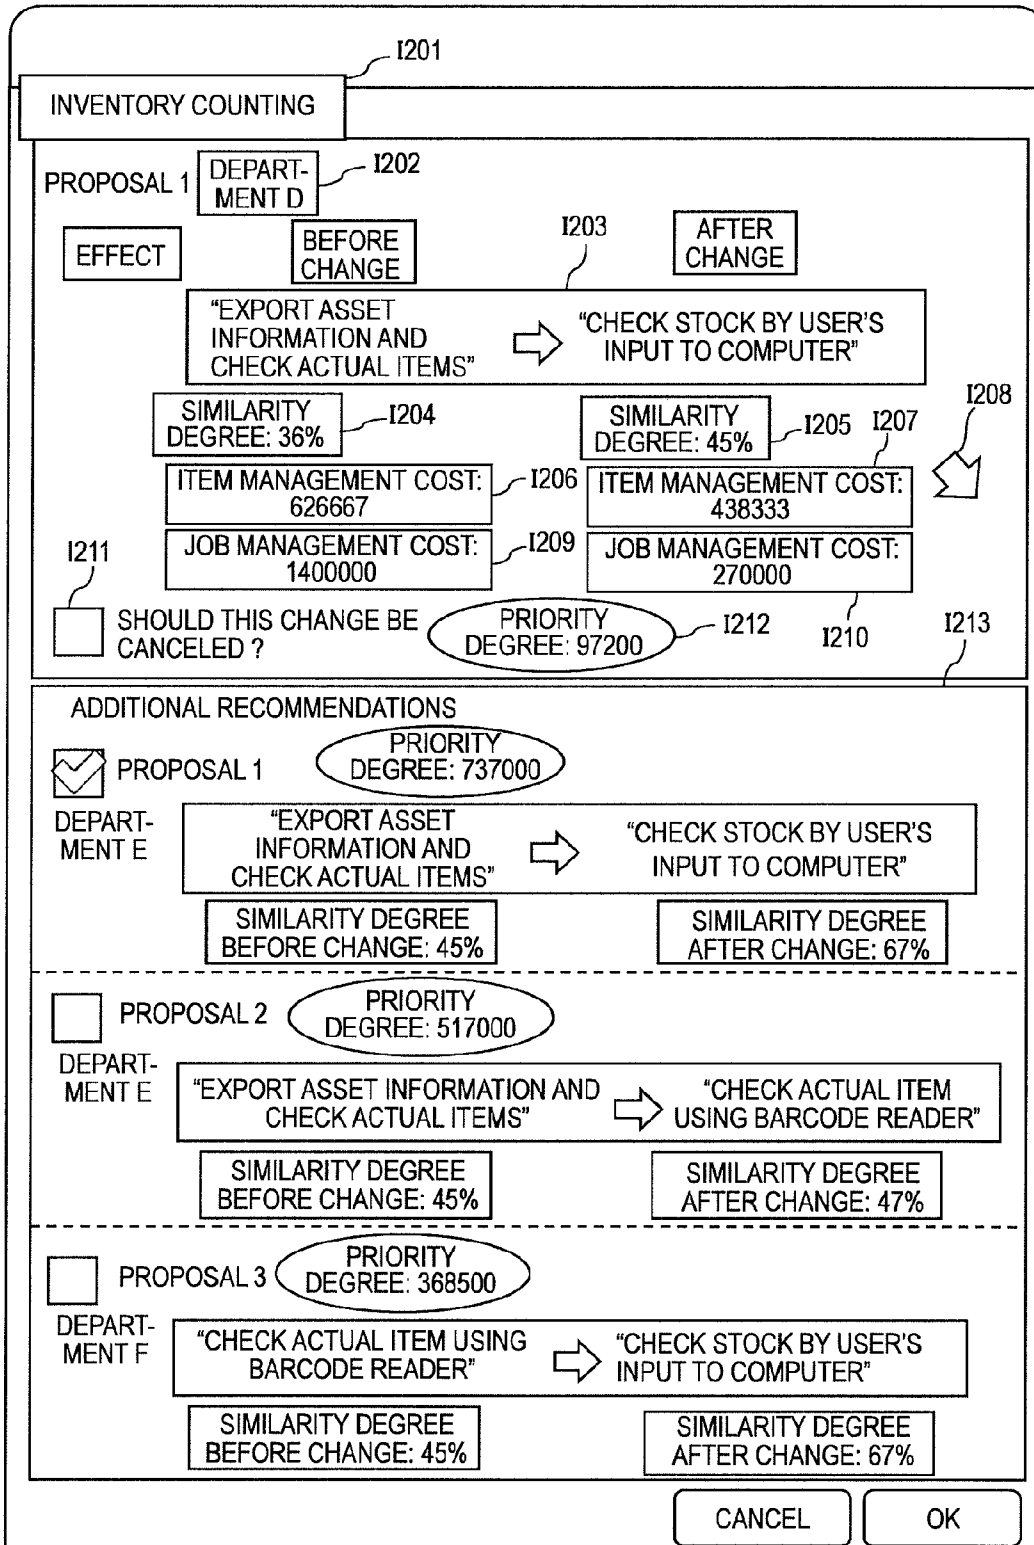 I201
INVENTORY COUNTING
PROPOSAL 1
DEPART-
MENT D
I202
EFFECT
BEFORE
CHANGE
I203
AFTER
CHANGE
"EXPORT ASSET
INFORMATION AND
CHECK ACTUAL ITEMS"
"CHECK STOCK BY USER'S
INPUT TO COMPUTER"
SIMILARITY
DEGREE: 36%
I204
SIMILARITY
DEGREE: 45%
I205
I207
I208
ITEM MANAGEMENT COST:
626667
I206
ITEM MANAGEMENT COST:
438333
JOB MANAGEMENT COST:
1400000
I209
JOB MANAGEMENT COST:
270000
I210
I211
SHOULD THIS CHANGE BE
CANCELED ?
PRIORITY
DEGREE: 97200
I212
I213
ADDITIONAL RECOMMENDATIONS
PROPOSAL 1
PRIORITY
DEGREE: 737000
DEPART-
MENT E
"EXPORT ASSET
INFORMATION AND
CHECK ACTUAL ITEMS"
"CHECK STOCK BY USER'S
INPUT TO COMPUTER"
SIMILARITY DEGREE
BEFORE CHANGE: 45%
SIMILARITY DEGREE
AFTER CHANGE: 67%
PROPOSAL 2
PRIORITY
DEGREE: 517000
DEPART-
MENT E
"EXPORT ASSET INFORMATION AND
CHECK ACTUAL ITEMS"
"CHECK ACTUAL ITEM
USING BARCODE READER"
SIMILARITY DEGREE
BEFORE CHANGE: 45%
SIMILARITY DEGREE
AFTER CHANGE: 47%
PROPOSAL 3
PRIORITY
DEGREE: 368500
DEPART-
MENT F
"CHECK ACTUAL ITEM USING
BARCODE READER"
"CHECK STOCK BY USER'S
INPUT TO COMPUTER"
SIMILARITY DEGREE
BEFORE CHANGE: 45%
SIMILARITY DEGREE
AFTER CHANGE: 67%
CANCEL
OK